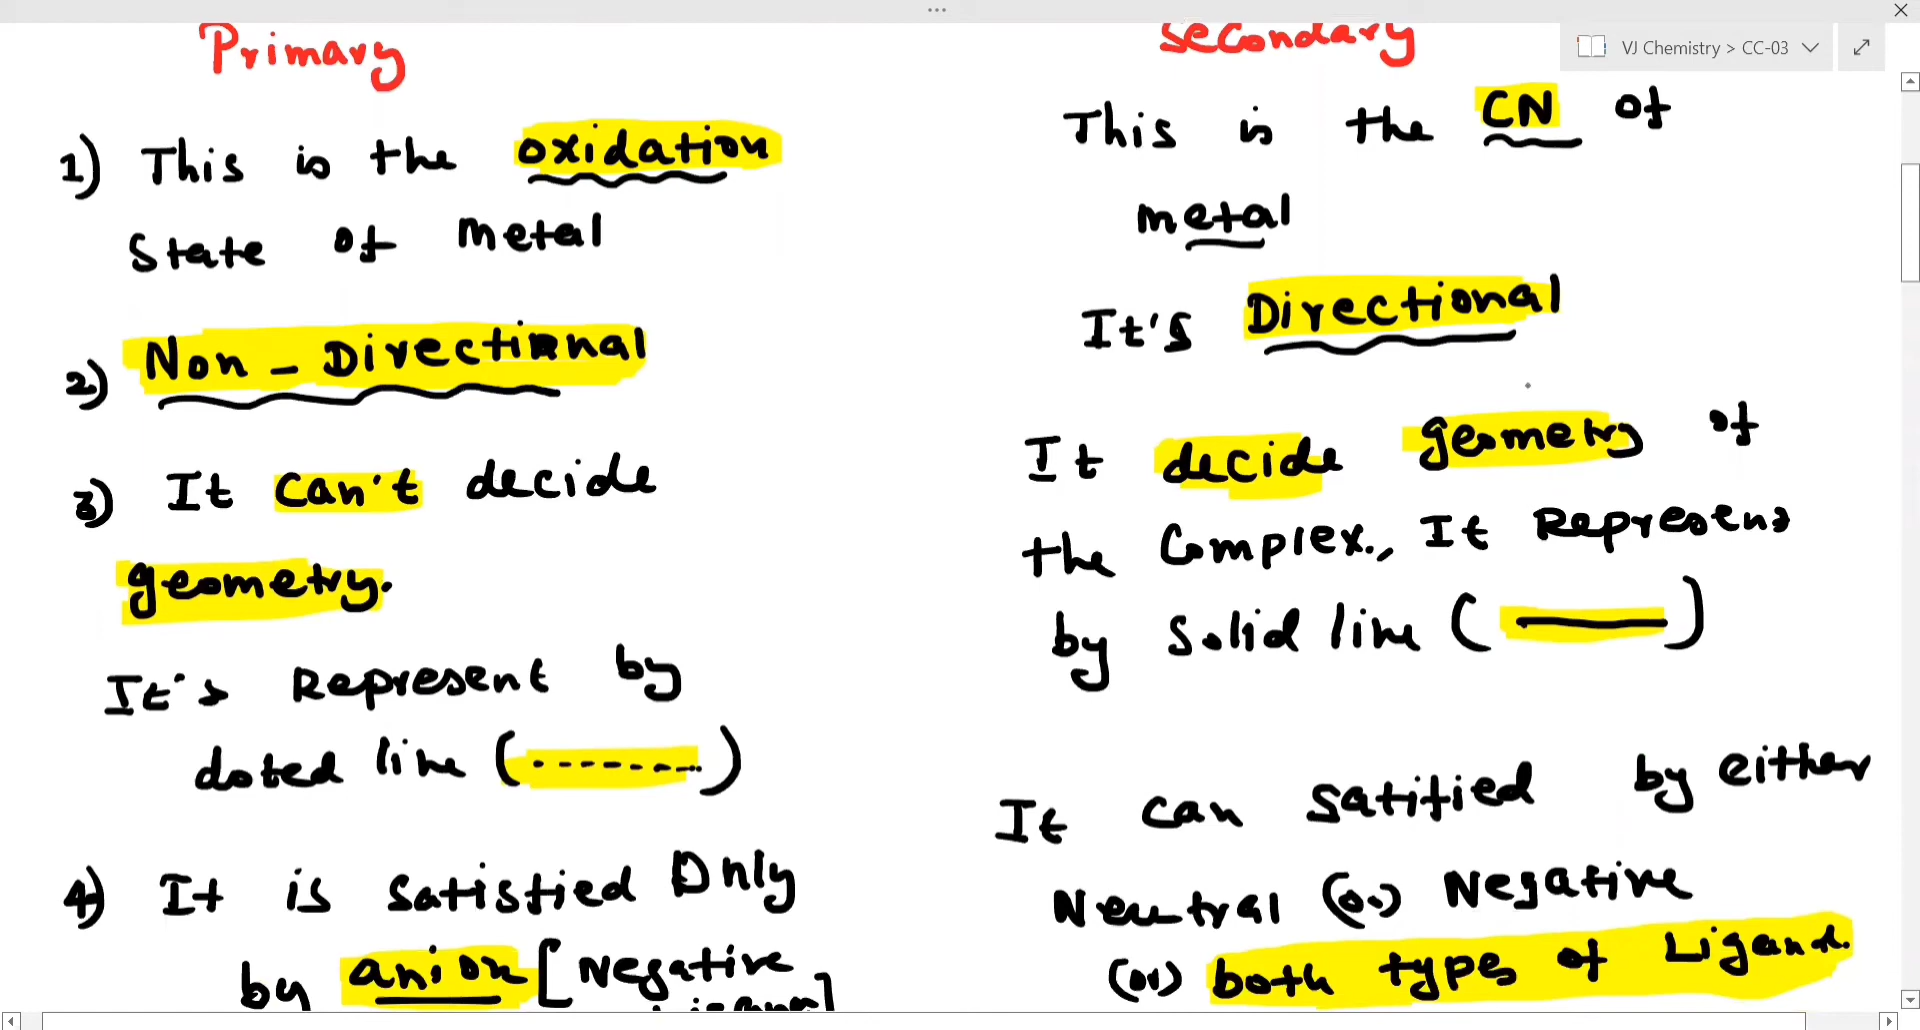 Primary
1) This is the oxidation
State of metal
2) Non - Directional
3) It can't decide
geometry.
It's Represent by
doted line (.......)
4) It is satisfied Only
by anion [Negative
Secondary
This is the CN of
metal
It's Directional
It decide geometry of
the Complex., It Represent
by Solid line (—)
It can satified by either
Neutral (or) Negative
(or) both types of Ligand.
VJ Chemistry > CC-03